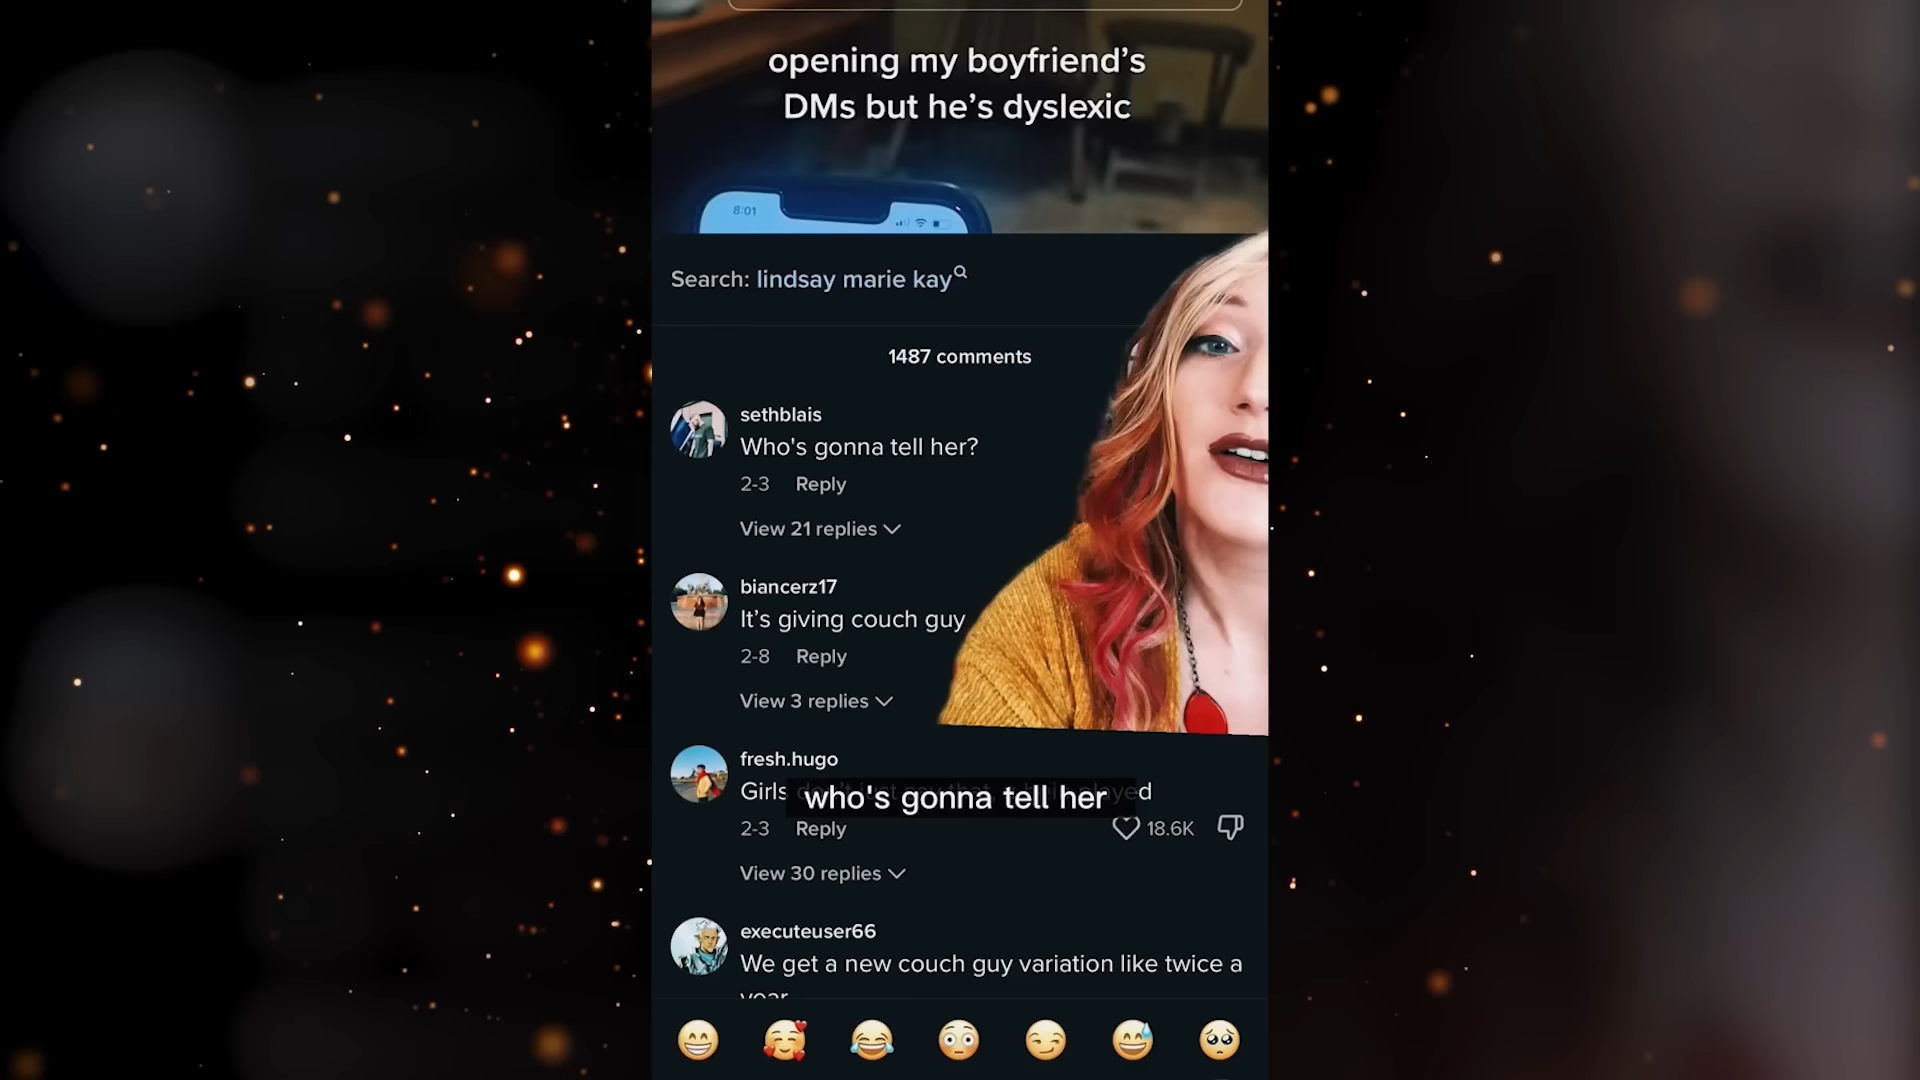 opening my boyfriend’s
DMs but he’s dyslexic
8:01
Search: lindsay marie kay
1487 comments
sethblais
Who's gonna tell her?
2-3 Reply
View 21 replies
biancerz17
It’s giving couch guy
2-8 Reply
View 3 replies
fresh.hugo
Girls
who's gonna tell her
2-3 Reply 18.6K
View 30 replies
executeuser66
We get a new couch guy variation like twice a
year